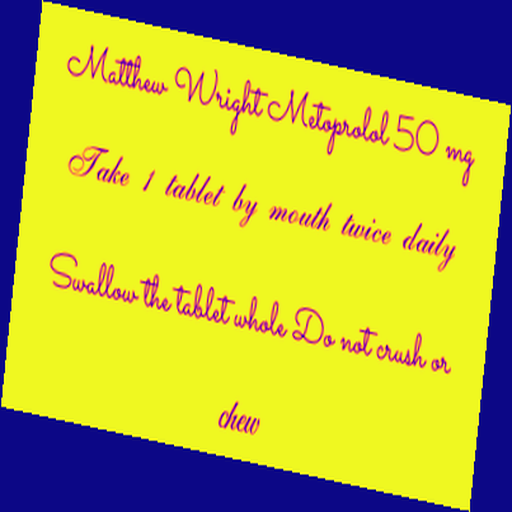 Matthew Wright Metoprolol 50 mg
Take 1 tablet by mouth twice daily
Swallow the tablet whole Do not crush or
chew